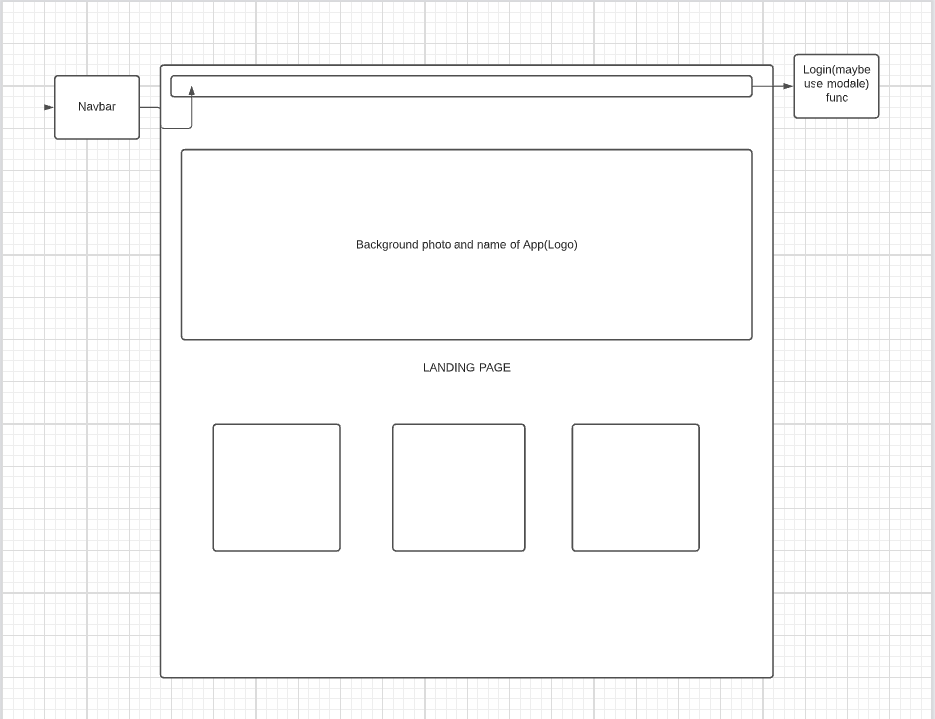 Navbar
Login(maybe
use modale)
func
Background photo and name of App(Logo)
LANDING PAGE